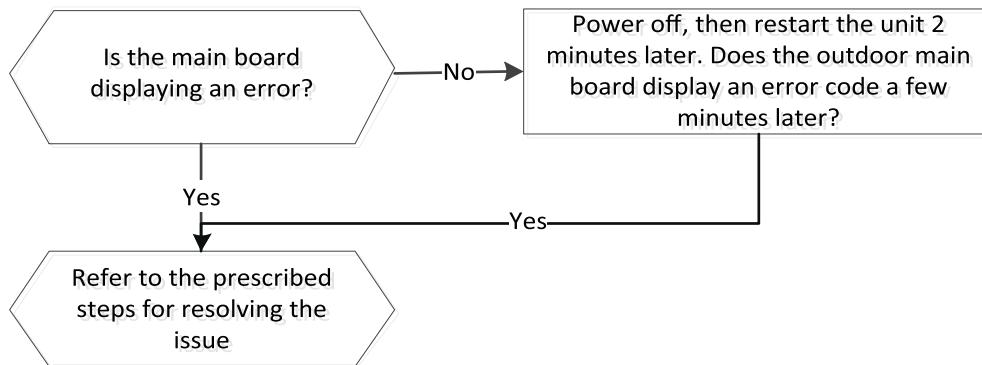 Is the main board
displaying an error?
No
Power off, then restart the unit 2
minutes later. Does the outdoor main
board display an error code a few
minutes later?
Yes
Yes
Refer to the prescribed
steps for resolving the
issue